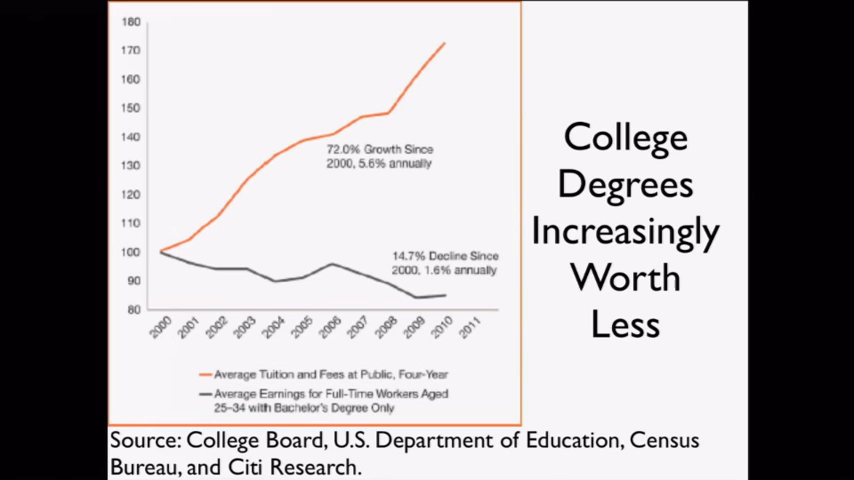 180
170
160
150
140
130
120
110
100
90
80
72.0% Growth Since
2000, 5.6% annually
14.7% Decline Since
2000, 1.6% annually
2000 2001 2002 2003 2004 2005 2006 2007 2008 2009 2010 2011
Average Tuition and Fees at Public, Four-Year
Average Earnings for Full-Time Workers Aged
25–34 with Bachelor's Degree Only
College
Degrees
Increasingly
Worth
Less
Source: College Board, U.S. Department of Education, Census
Bureau, and Citi Research.